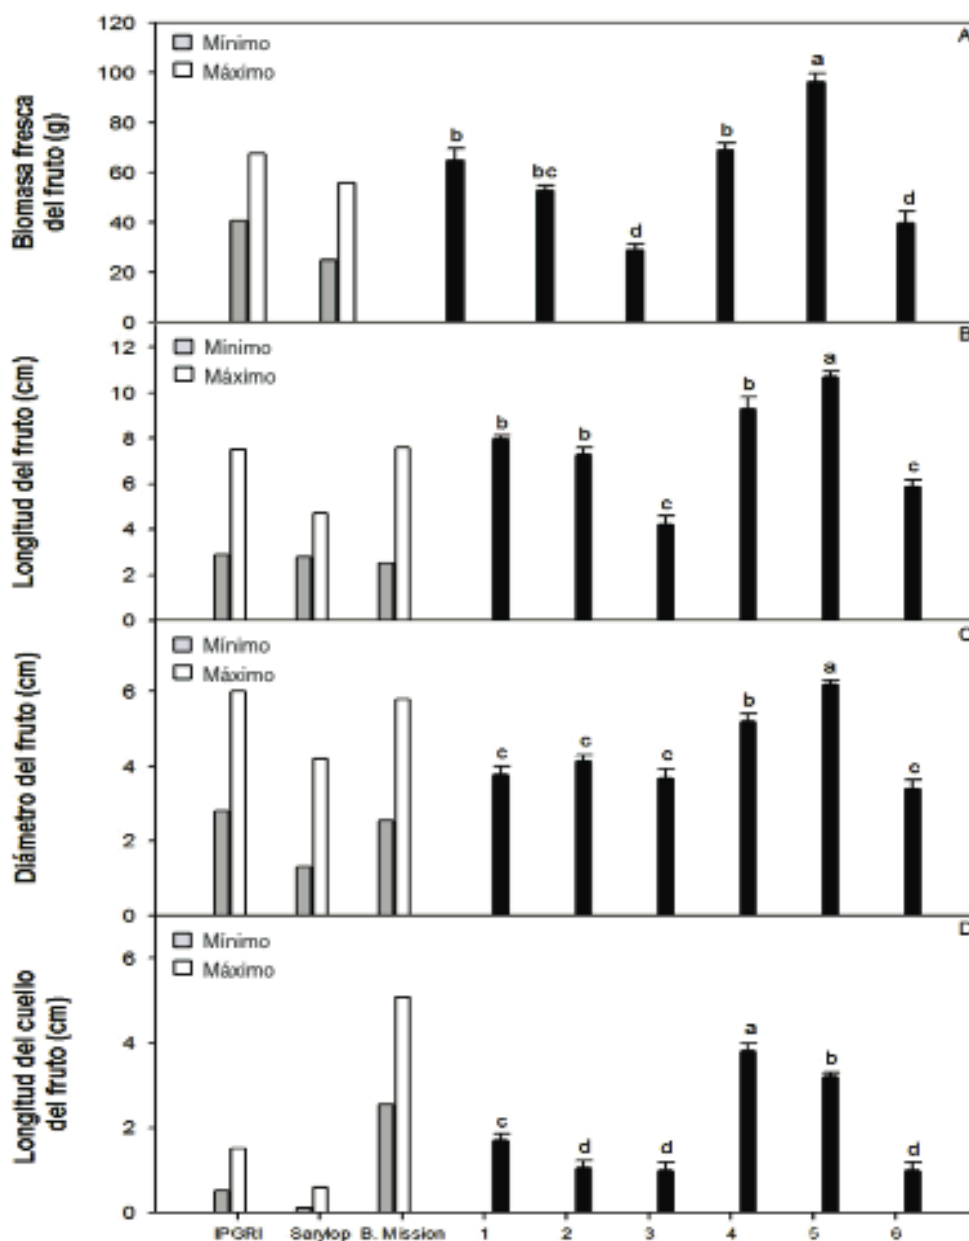 120
A
Mínimo
Máximo
a
100
80
b
b
60
bc
40
d
d
20
0
Biomasa fresca
del fruto (g)
12
B
Mínimo
Máximo
a
10
b
8
b
b
6
c
4
c
2
0
Longitud del fruto (cm)
C
Mínimo
Máximo
a
6
b
4
c
c
c
c
2
0
Diámetro del fruto (cm)
D
Mínimo
Máximo
6
4
a
b
2
c
d
d
d
0
Longitud del cuello
del fruto (cm)
IPGRI Sarylop B. Mission 1 2 3 4 5 6